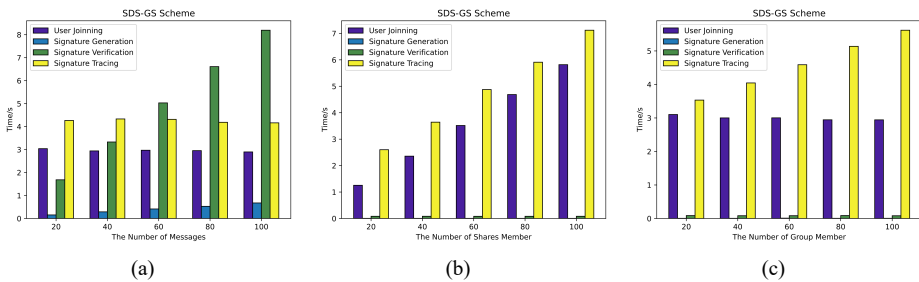 SDS-GS Scheme
User Joinning
Signature Generation
Signature Verification
Signature Tracing
Time/s
8
7
6
5
4
3
2
1
0
20 40 60 80 100
The Number of Messages
(a)
SDS-GS Scheme
User Joinning
Signature Generation
Signature Verification
Signature Tracing
Time/s
7
6
5
4
3
2
1
0
20 40 60 80 100
The Number of Shares Member
(b)
SDS-GS Scheme
User Joinning
Signature Generation
Signature Verification
Signature Tracing
Time/s
5
4
3
2
1
0
20 40 60 80 100
The Number of Group Member
(c)